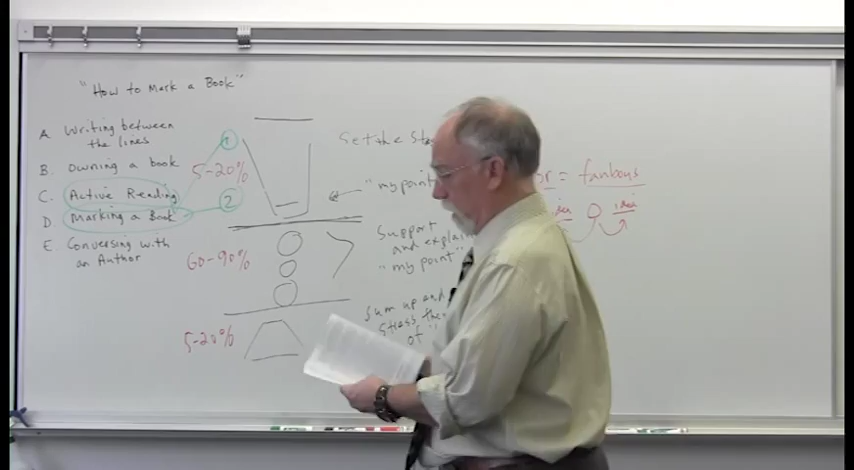 "How to Mark a Book"
A. Writing between
the lines
B. Owning a book
C. Active Reading
D. Marking a Book
E. Conversing with
an Author
1
2
5-20%
60-90%
5-20%
Set the
"my point
Support
and explain
"my point"
Sum up and
Stress the
of
= fanboys
idea